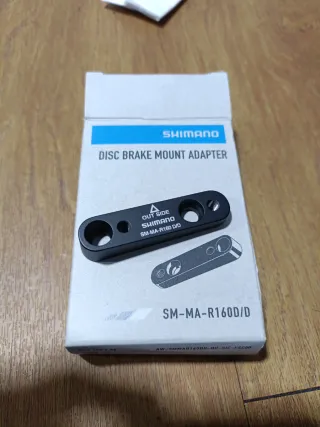 SHIMANO
DISC BRAKE MOUNT ADAPTER
OUT SIDE
SHIMANO
SM-MA-R160 D/D
SM-MA-R160D/D